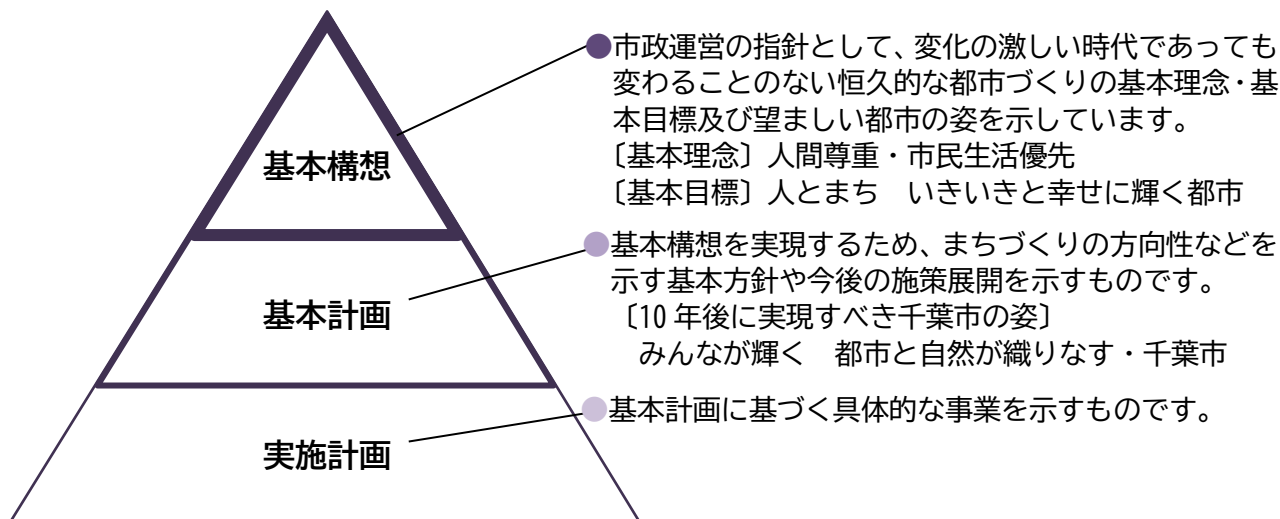 基本構想
●市政運営の指針として、変化の激しい時代であっても
変わることのない恒久的な都市づくりの基本理念・基
本目標及び望ましい都市の姿を示しています。
〔基本理念〕人間尊重・市民生活優先
〔基本目標〕人とまち　いきいきと幸せに輝く都市
基本計画
●基本構想を実現するため、まちづくりの方向性などを
示す基本方針や今後の施策展開を示すものです。
〔10 年後に実現すべき千葉市の姿〕
みんなが輝く　都市と自然が織りなす・千葉市
実施計画
●基本計画に基づく具体的な事業を示すものです。